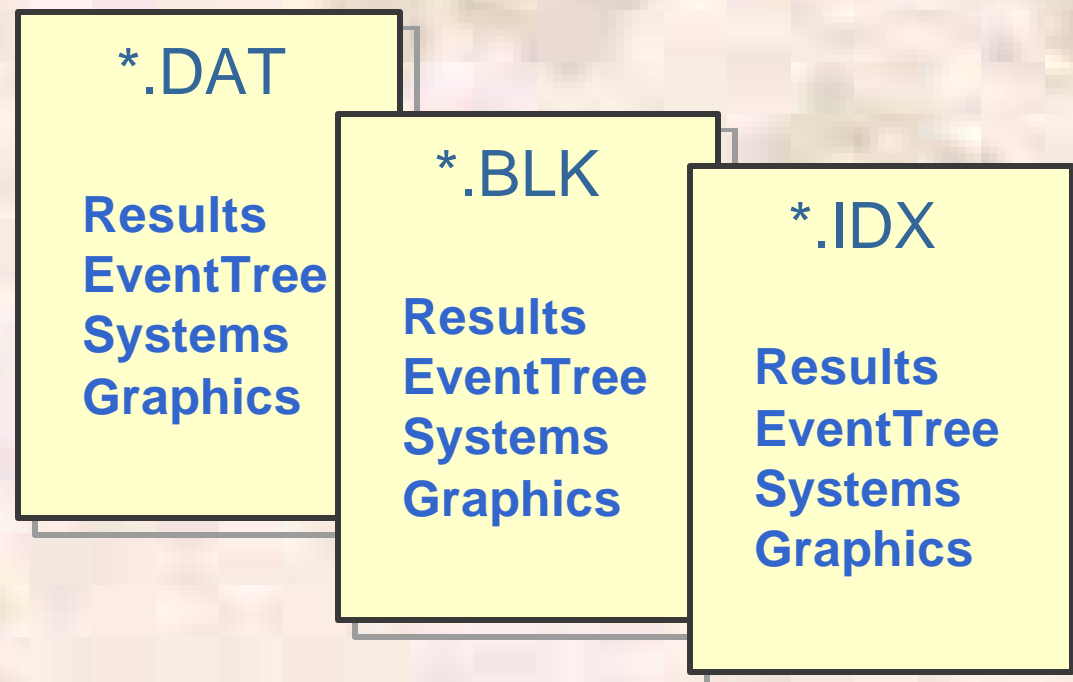 *.DAT
Results
EventTree
Systems
Graphics
*.BLK
Results
EventTree
Systems
Graphics
*.IDX
Results
EventTree
Systems
Graphics